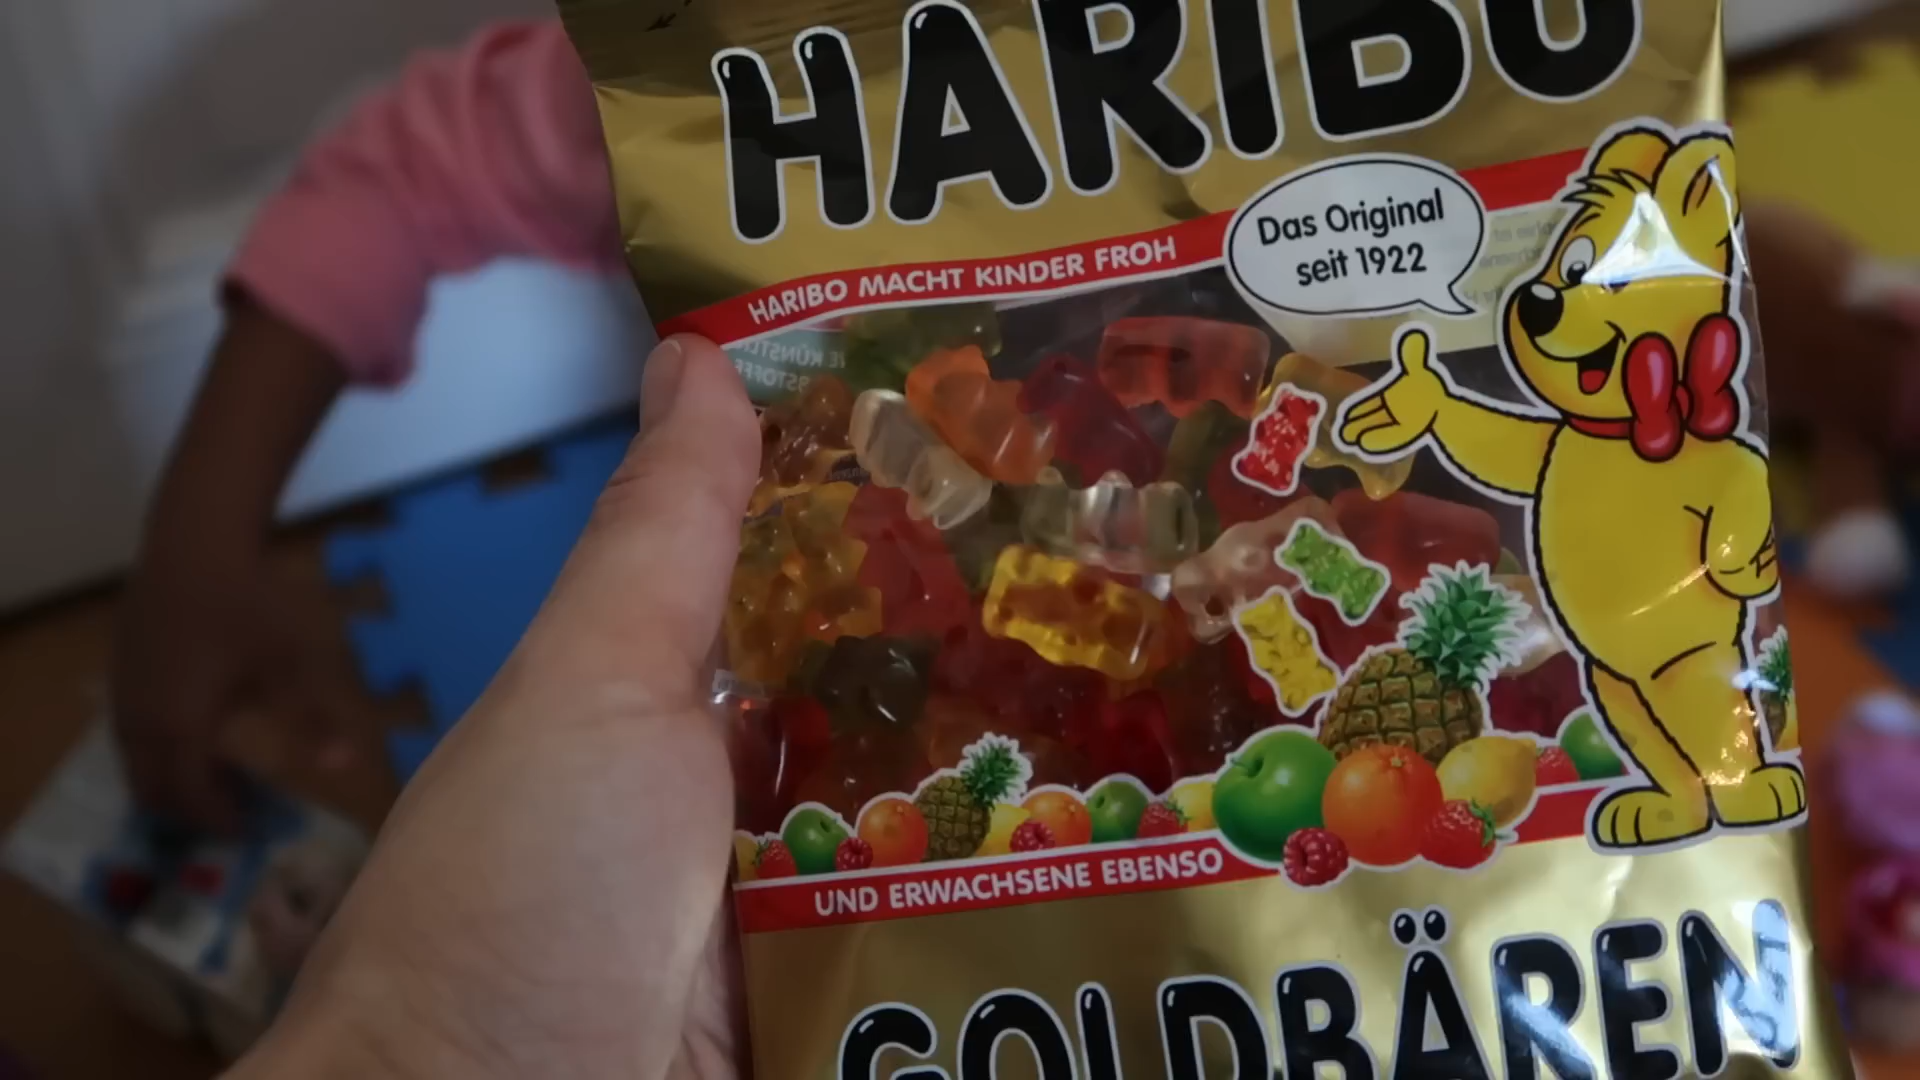 HARIBO
Das Original
seit 1922
HARIBO MACHT KINDER FROH
UND ERWACHSENE EBENSO
GOLDBÄREN